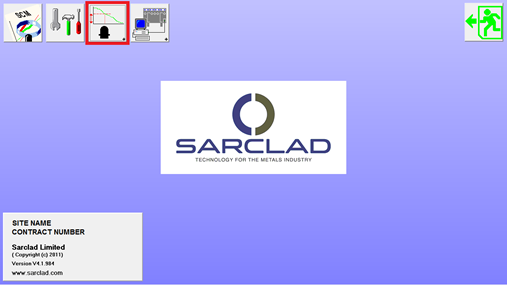 SARCLAD
TECHNOLOGY FOR THE METALS INDUSTRY
SITE NAME
CONTRACT NUMBER
Sarclad Limited
( Copyright (c) 2011)
Version V4.1.984
www.sarclad.com